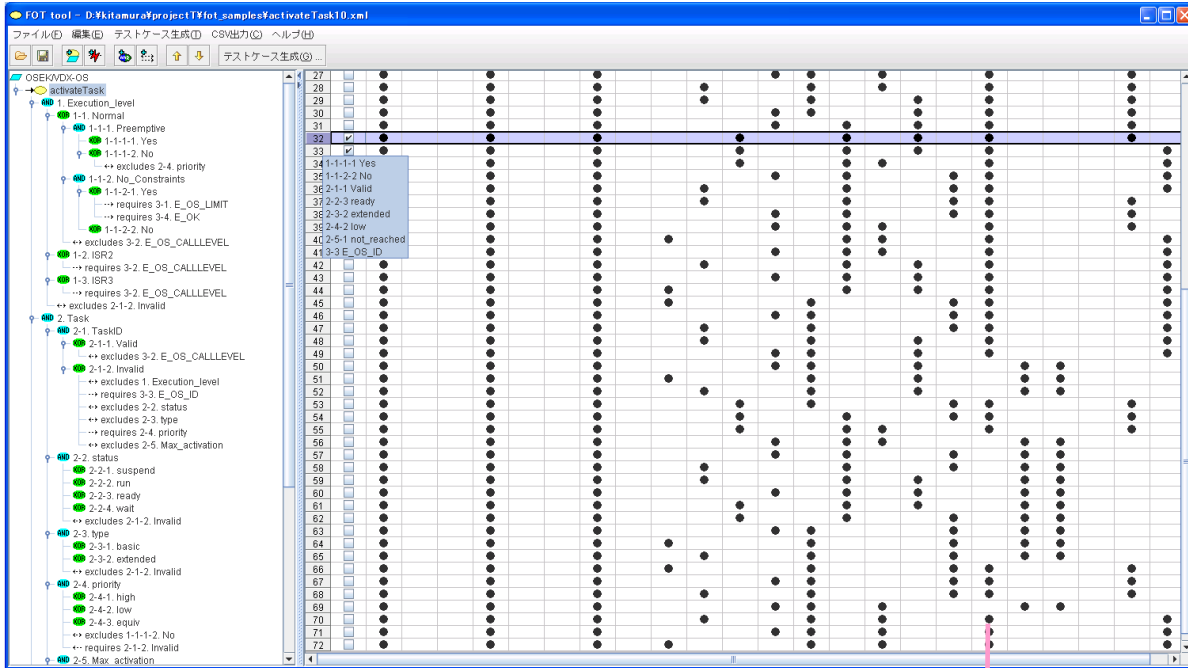 FOT tool - D:¥kitamura¥projectT¥fot_samples¥activateTask10.xml
ファイル(F) 編集(E) テストケース生成(T) CSV出力(C) ヘルプ(H)
テストケース生成(G) ...
OSEK/VDX-OS
activateTask
AND 1. Execution_level
XOR 1-1. Normal
AND 1-1-1. Preemptive
XOR 1-1-1-1. Yes
XOR 1-1-1-2. No
excludes 2-4. priority
AND 1-1-2. No_Constraints
XOR 1-1-2-1. Yes
requires 3-1. E_OS_LIMIT
requires 3-4. E_OK
XOR 1-1-2-2. No
excludes 3-2. E_OS_CALLLEVEL
XOR 1-2. ISR2
requires 3-2. E_OS_CALLLEVEL
XOR 1-3. ISR3
requires 3-2. E_OS_CALLLEVEL
excludes 2-1-2. Invalid
AND 2. Task
AND 2-1. TaskID
XOR 2-1-1. Valid
excludes 3-2. E_OS_CALLLEVEL
XOR 2-1-2. Invalid
excludes 1. Execution_level
requires 3-3. E_OS_ID
excludes 2-2. status
excludes 2-3. type
requires 2-4. priority
excludes 2-5. Max_activation
AND 2-2. status
XOR 2-2-1. suspend
XOR 2-2-2. run
XOR 2-2-3. ready
XOR 2-2-4. wait
excludes 2-1-2. Invalid
AND 2-3. type
XOR 2-3-1. basic
XOR 2-3-2. extended
excludes 2-1-2. Invalid
AND 2-4. priority
XOR 2-4-1. high
XOR 2-4-2. low
XOR 2-4-3. equiv
excludes 1-1-1-2. No
requires 2-1-2. Invalid
AND 2-5. Max_activation
27
28
29
30
31
32
33
34
35
36
37
38
39
40
41
42
43
44
45
46
47
48
49
50
51
52
53
54
55
56
57
58
59
60
61
62
63
64
65
66
67
68
69
70
71
72
1-1-1-1 Yes
1-1-2-2 No
2-1-1 Valid
2-2-3 ready
2-3-2 extended
2-4-2 low
2-5-1 not_reached
3-3 E_OS_ID